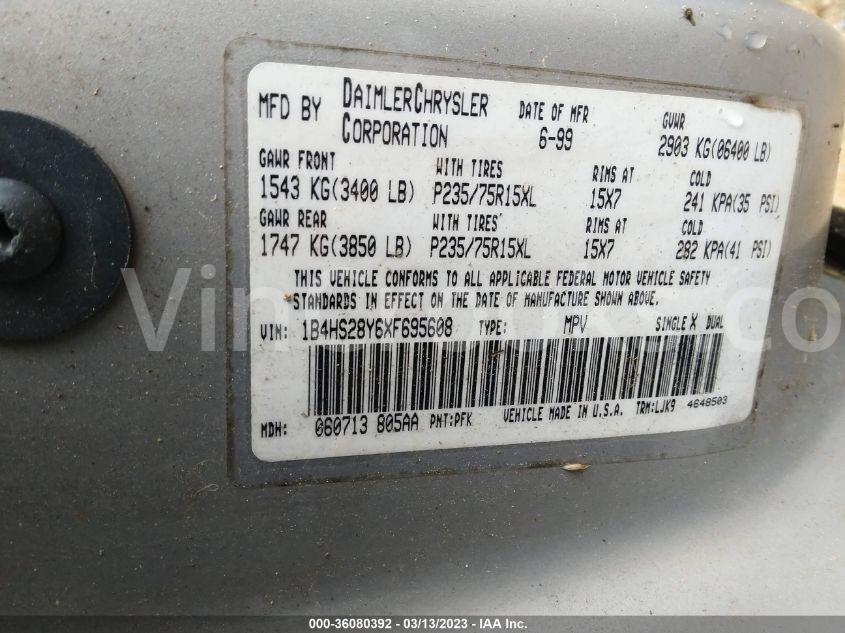 MFD BY DAIMLERCHRYSLER CORPORATION DATE OF MFR 6-99 GVWR 2903 KG(06400 LB)
GAWR FRONT WITH TIRES RIMS AT COLD
1543 KG(3400 LB) P235/75R15XL 15X7 241 KPA(35 PSI)
GAWR REAR WITH TIRES RIMS AT COLD
1747 KG(3850 LB) P235/75R15XL 15X7 282 KPA(41 PSI)
THIS VEHICLE CONFORMS TO ALL APPLICABLE FEDERAL MOTOR VEHICLE SAFETY
STANDARDS IN EFFECT ON THE DATE OF MANUFACTURE SHOWN ABOVE.
VIN: 1B4HS28Y6XF695608 TYPE: MPV SINGLE X DUAL
MDH: 060713 805AA PNT:PFK VEHICLE MADE IN U.S.A. TRM:LJK9 4648503
000-36080392 / 03/13/2023 - IAA Inc.